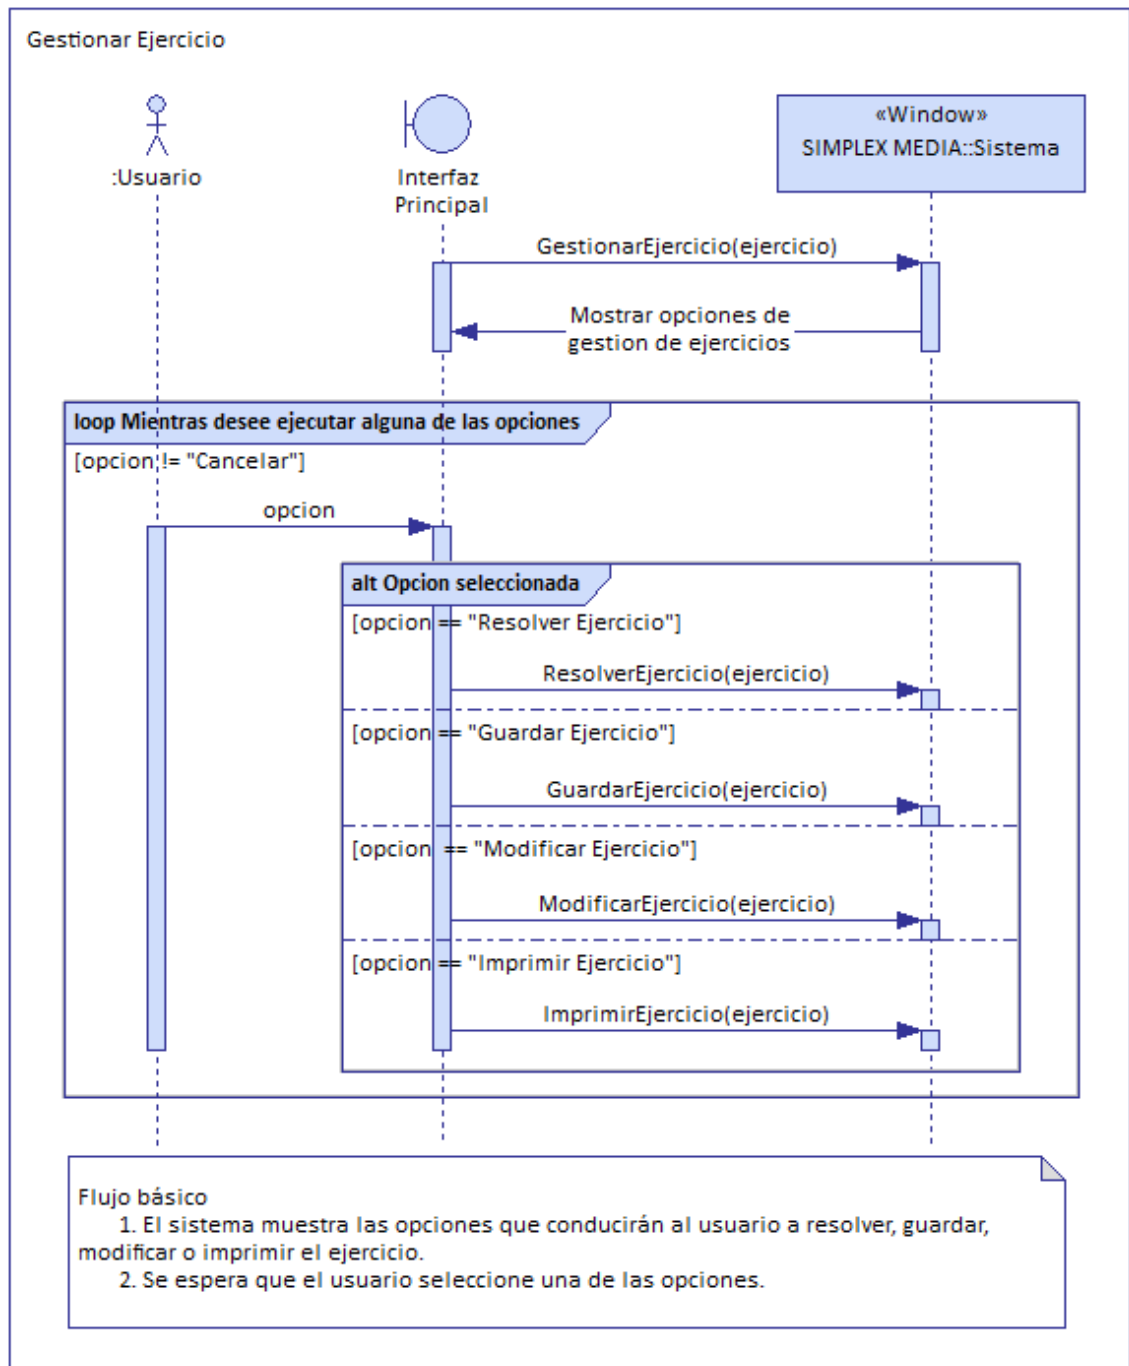 Gestionar Ejercicio
«Window»
SIMPLEX MEDIA::Sistema
:Usuario
Interfaz
Principal
GestionarEjercicio(ejercicio)
Mostrar opciones de
gestion de ejercicios
loop Mientras desee ejecutar alguna de las opciones
[opcion != "Cancelar"]
opcion
alt Opcion seleccionada
[opcion == "Resolver Ejercicio"]
ResolverEjercicio(ejercicio)
[opcion == "Guardar Ejercicio"]
GuardarEjercicio(ejercicio)
[opcion == "Modificar Ejercicio"]
ModificarEjercicio(ejercicio)
[opcion == "Imprimir Ejercicio"]
ImprimirEjercicio(ejercicio)
Flujo básico
1. El sistema muestra las opciones que conducirán al usuario a resolver, guardar,
modificar o imprimir el ejercicio.
2. Se espera que el usuario seleccione una de las opciones.